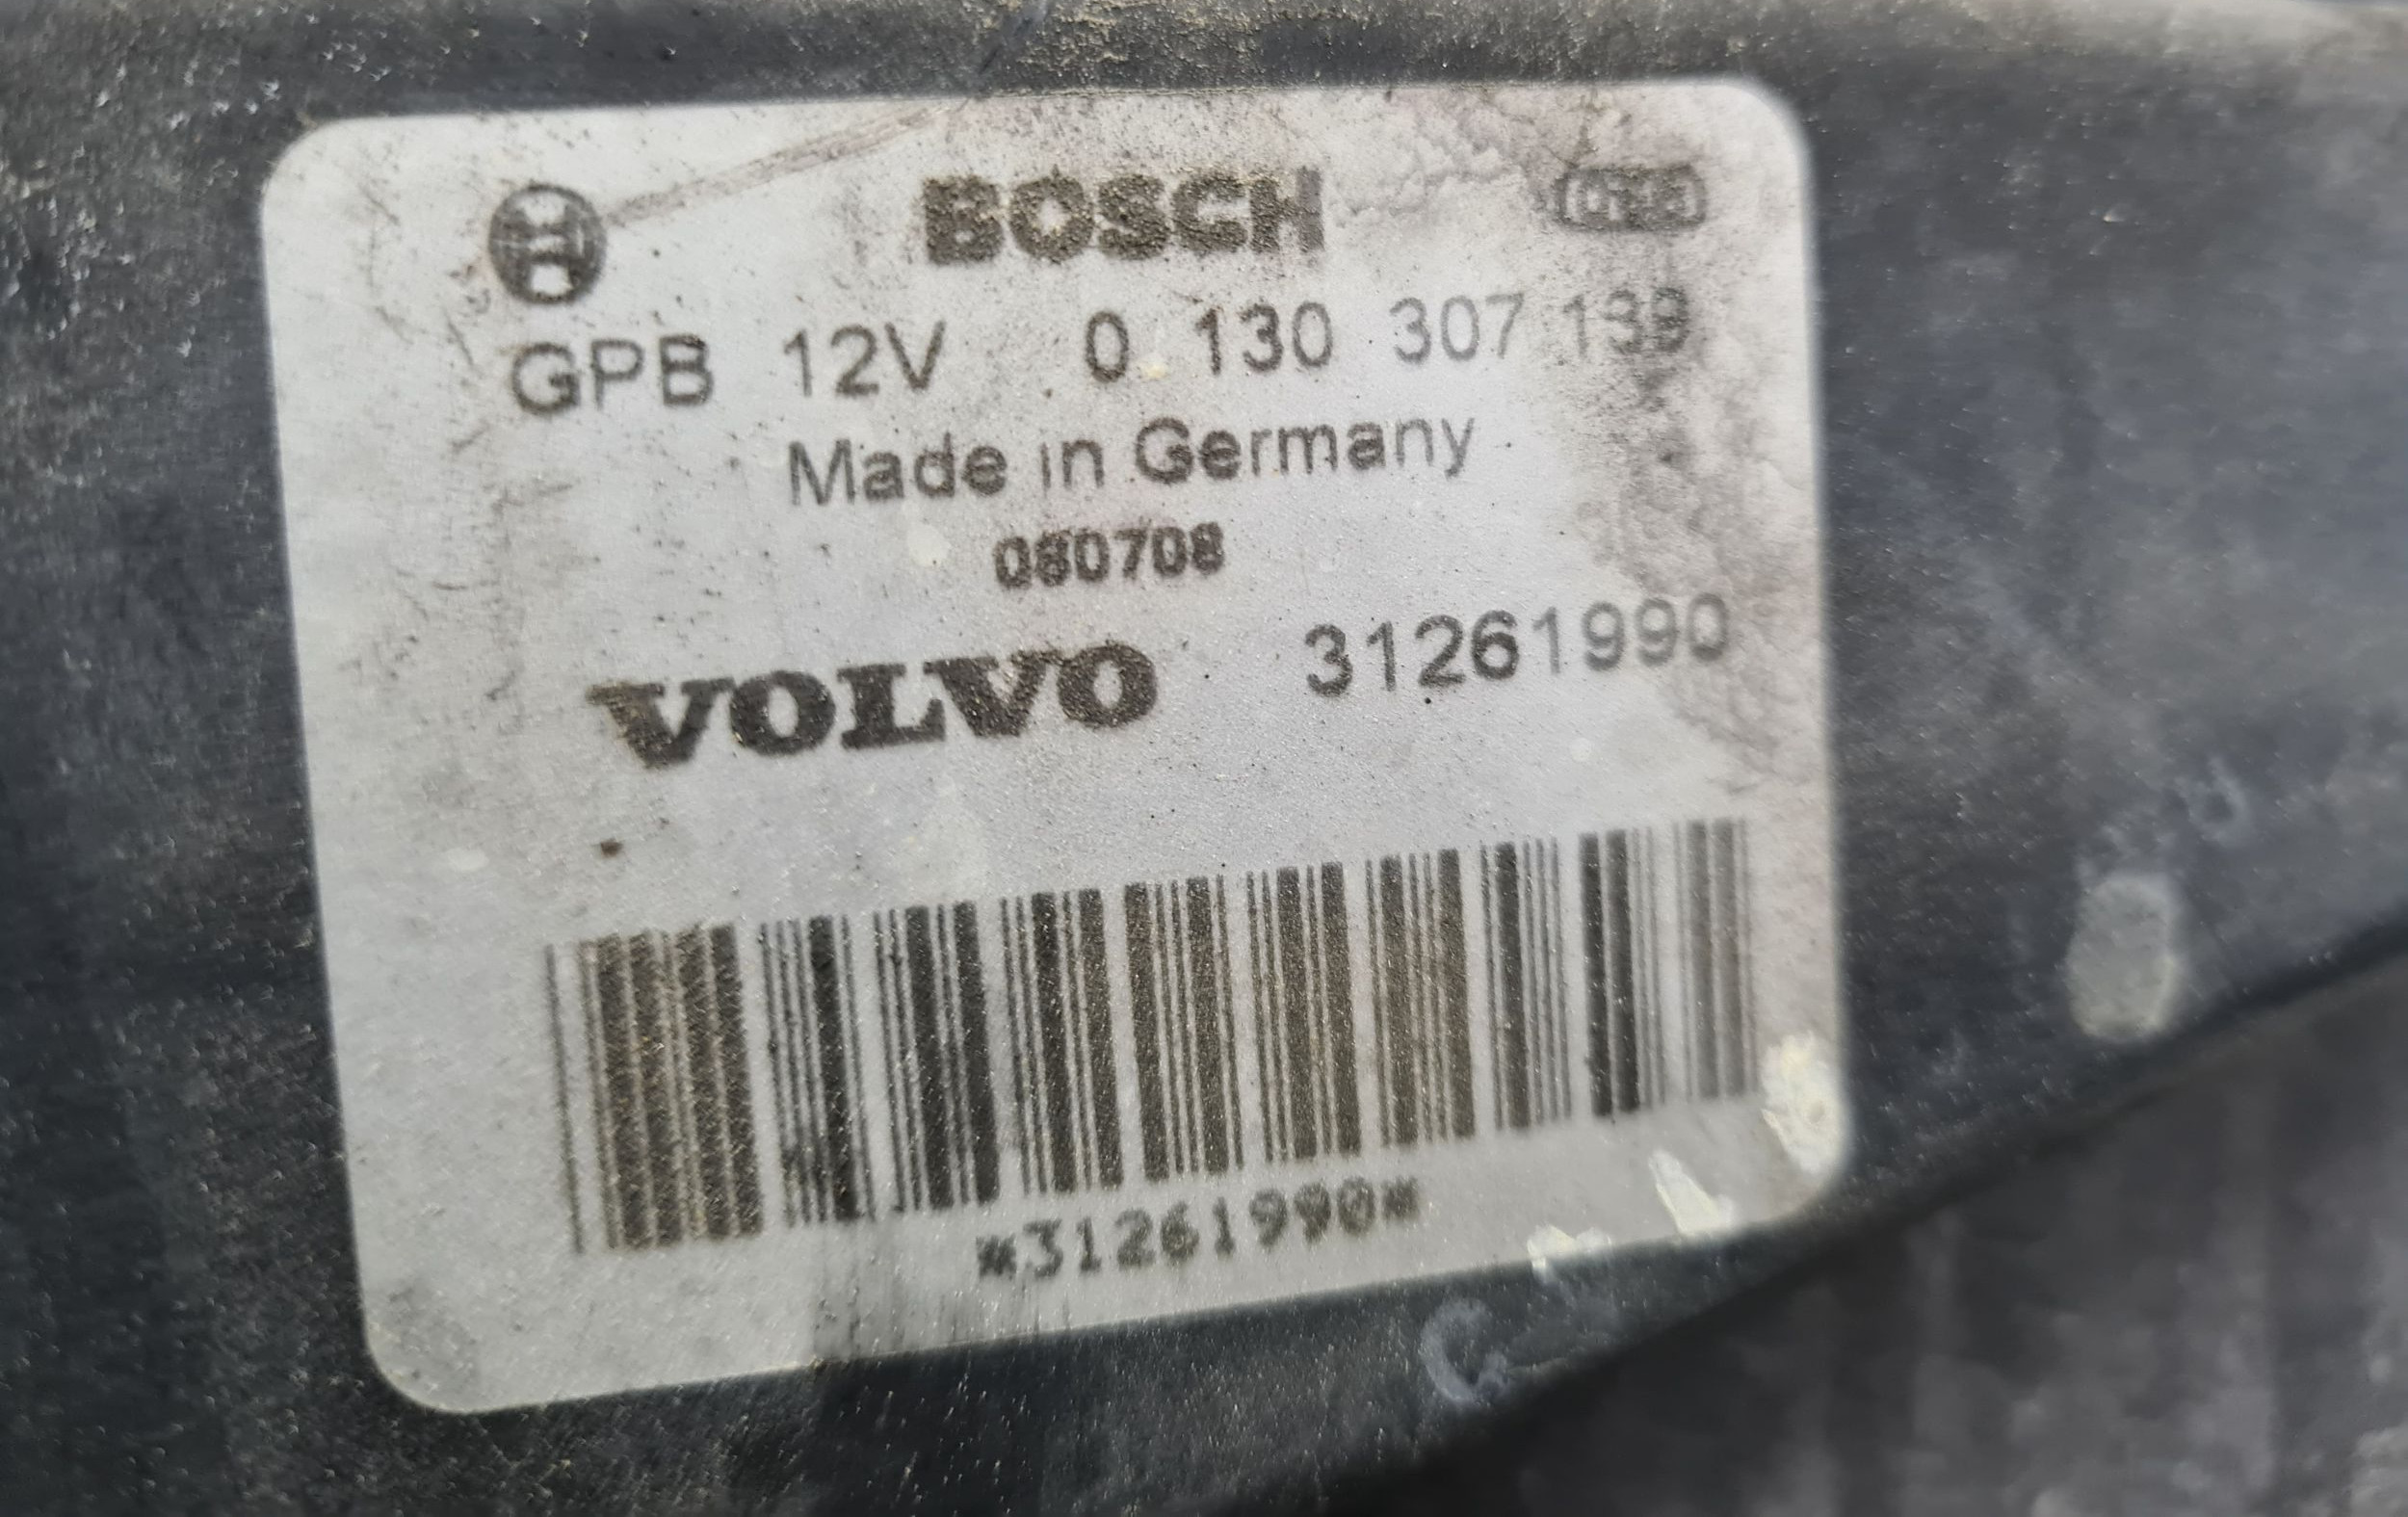 BOSCH
GPB 12V 0 130 307 139
Made in Germany
080708
VOLVO 31261990
*31261990*